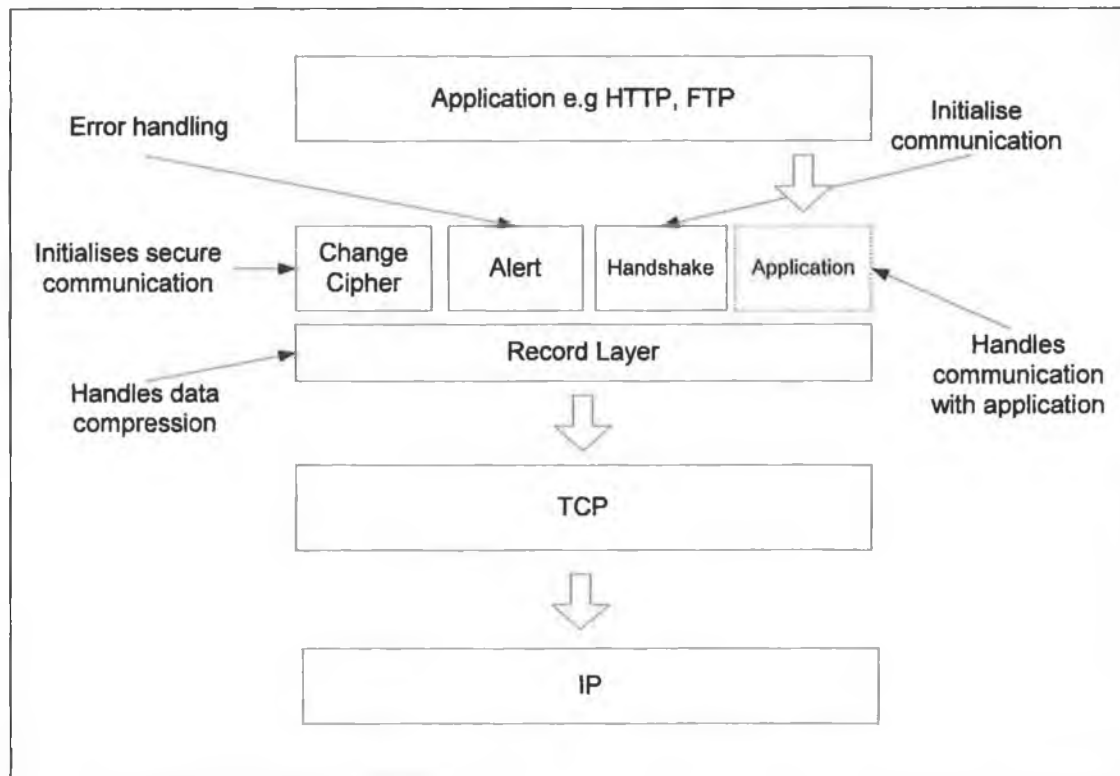 Application e.g HTTP, FTP
Error handling
Initialise
communication
Initialises secure
communication
Change
Cipher
Alert
Handshake
Application
Record Layer
Handles data
compression
Handles
communication
with application
TCP
IP